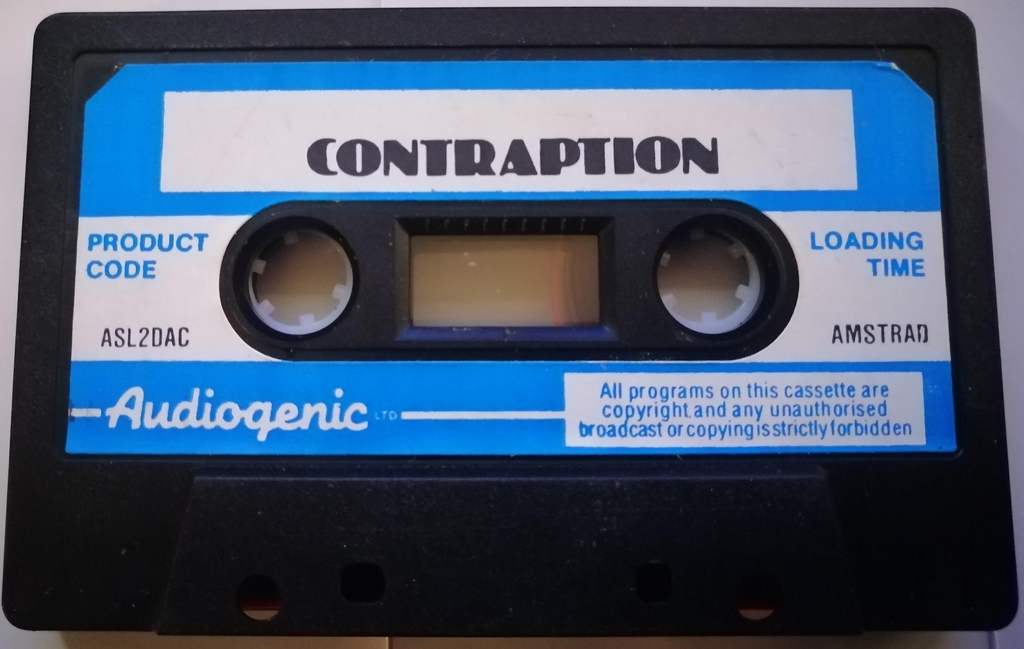 CONTRAPTION
PRODUCT
CODE
ASL2DAC
LOADING
TIME
AMSTRAD
Audiogenic LTD
All programs on this cassette are
copyright and any unauthorised
broadcast or copying is strictly forbidden